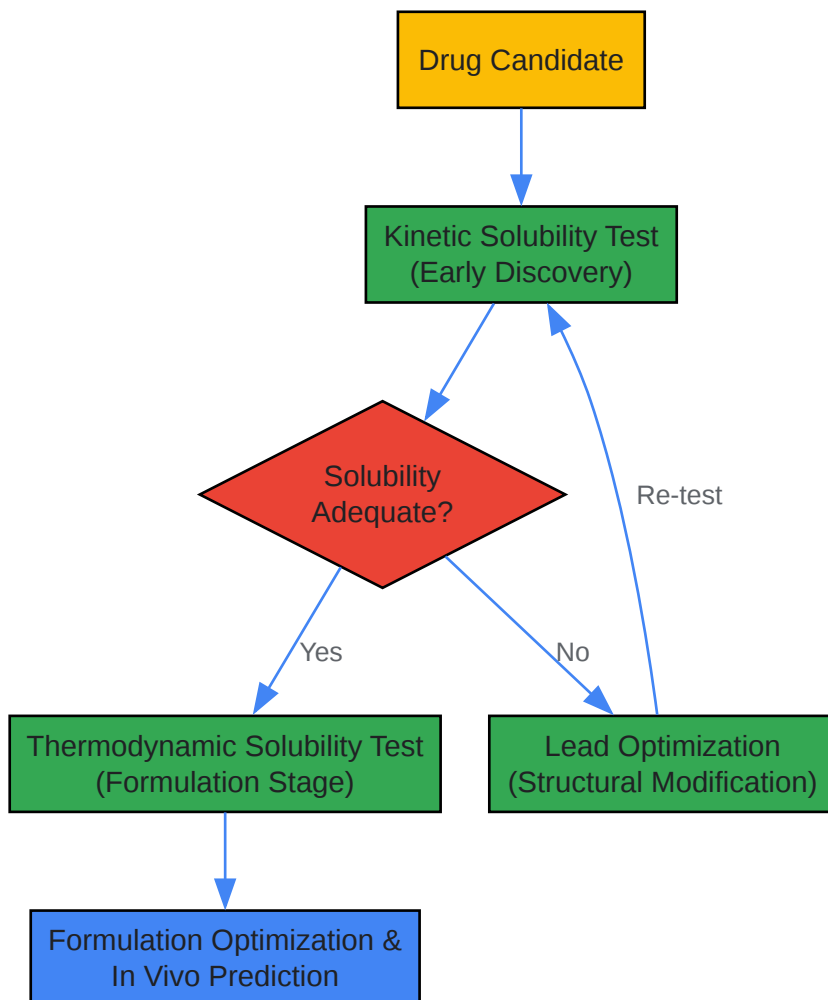 Drug Candidate
Kinetic Solubility Test
(Early Discovery)
Solubility
Adequate?
Re-test
Yes
No
Thermodynamic Solubility Test
(Formulation Stage)
Lead Optimization
(Structural Modification)
Formulation Optimization &
In Vivo Prediction